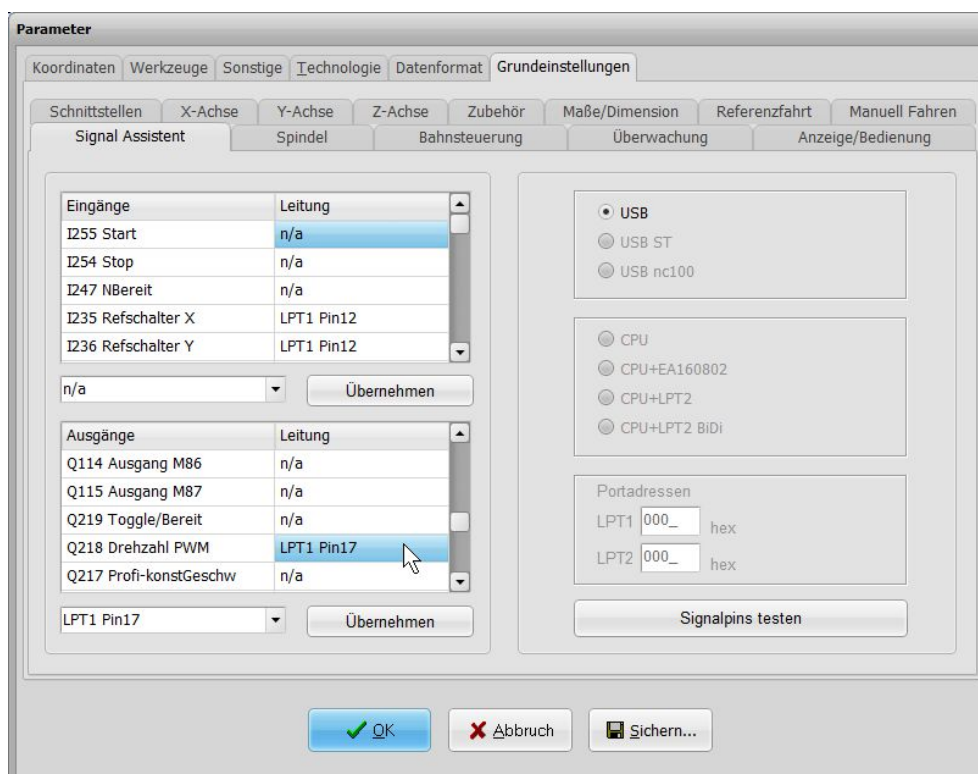 Parameter
Koordinaten Werkzeuge Sonstige Technologie Datenformat Grundeinstellungen
Schnittstellen X-Achse Y-Achse Z-Achse Zubehör Maße/Dimension Referenzfahrt Manuell Fahren
Signal Assistent Spindel Bahnsteuerung Überwachung Anzeige/Bedienung
Eingänge Leitung
I255 Start n/a
I254 Stop n/a
I247 NBereit n/a
I235 Refschalter X LPT1 Pin12
I236 Refschalter Y LPT1 Pin12
n/a Übernehmen
Ausgänge Leitung
Q114 Ausgang M86 n/a
Q115 Ausgang M87 n/a
Q219 Toggle/Bereit n/a
Q218 Drehzahl PWM LPT1 Pin17
Q217 Profi-konstGeschw n/a
LPT1 Pin17 Übernehmen
USB
USB ST
USB nc100
CPU
CPU+EA160802
CPU+LPT2
CPU+LPT2 BiDi
Portadressen
LPT1 000_ hex
LPT2 000_ hex
Signalpins testen
OK Abbruch Sichern...